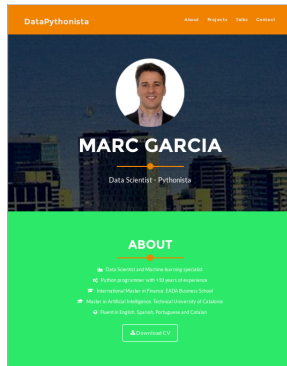 DataPythonista
About Projects Talks Contact
MARC GARCIA
Data Scientist - Pythonista
ABOUT
Data Scientist and Machine learning specialist
Python programmer with +10 years of experience
International Master in Finance, EADA Business School
Master in Artificial Intelligence, Technical University of Catalonia
Fluent in English, Spanish, Portuguese and Catalan
Download CV